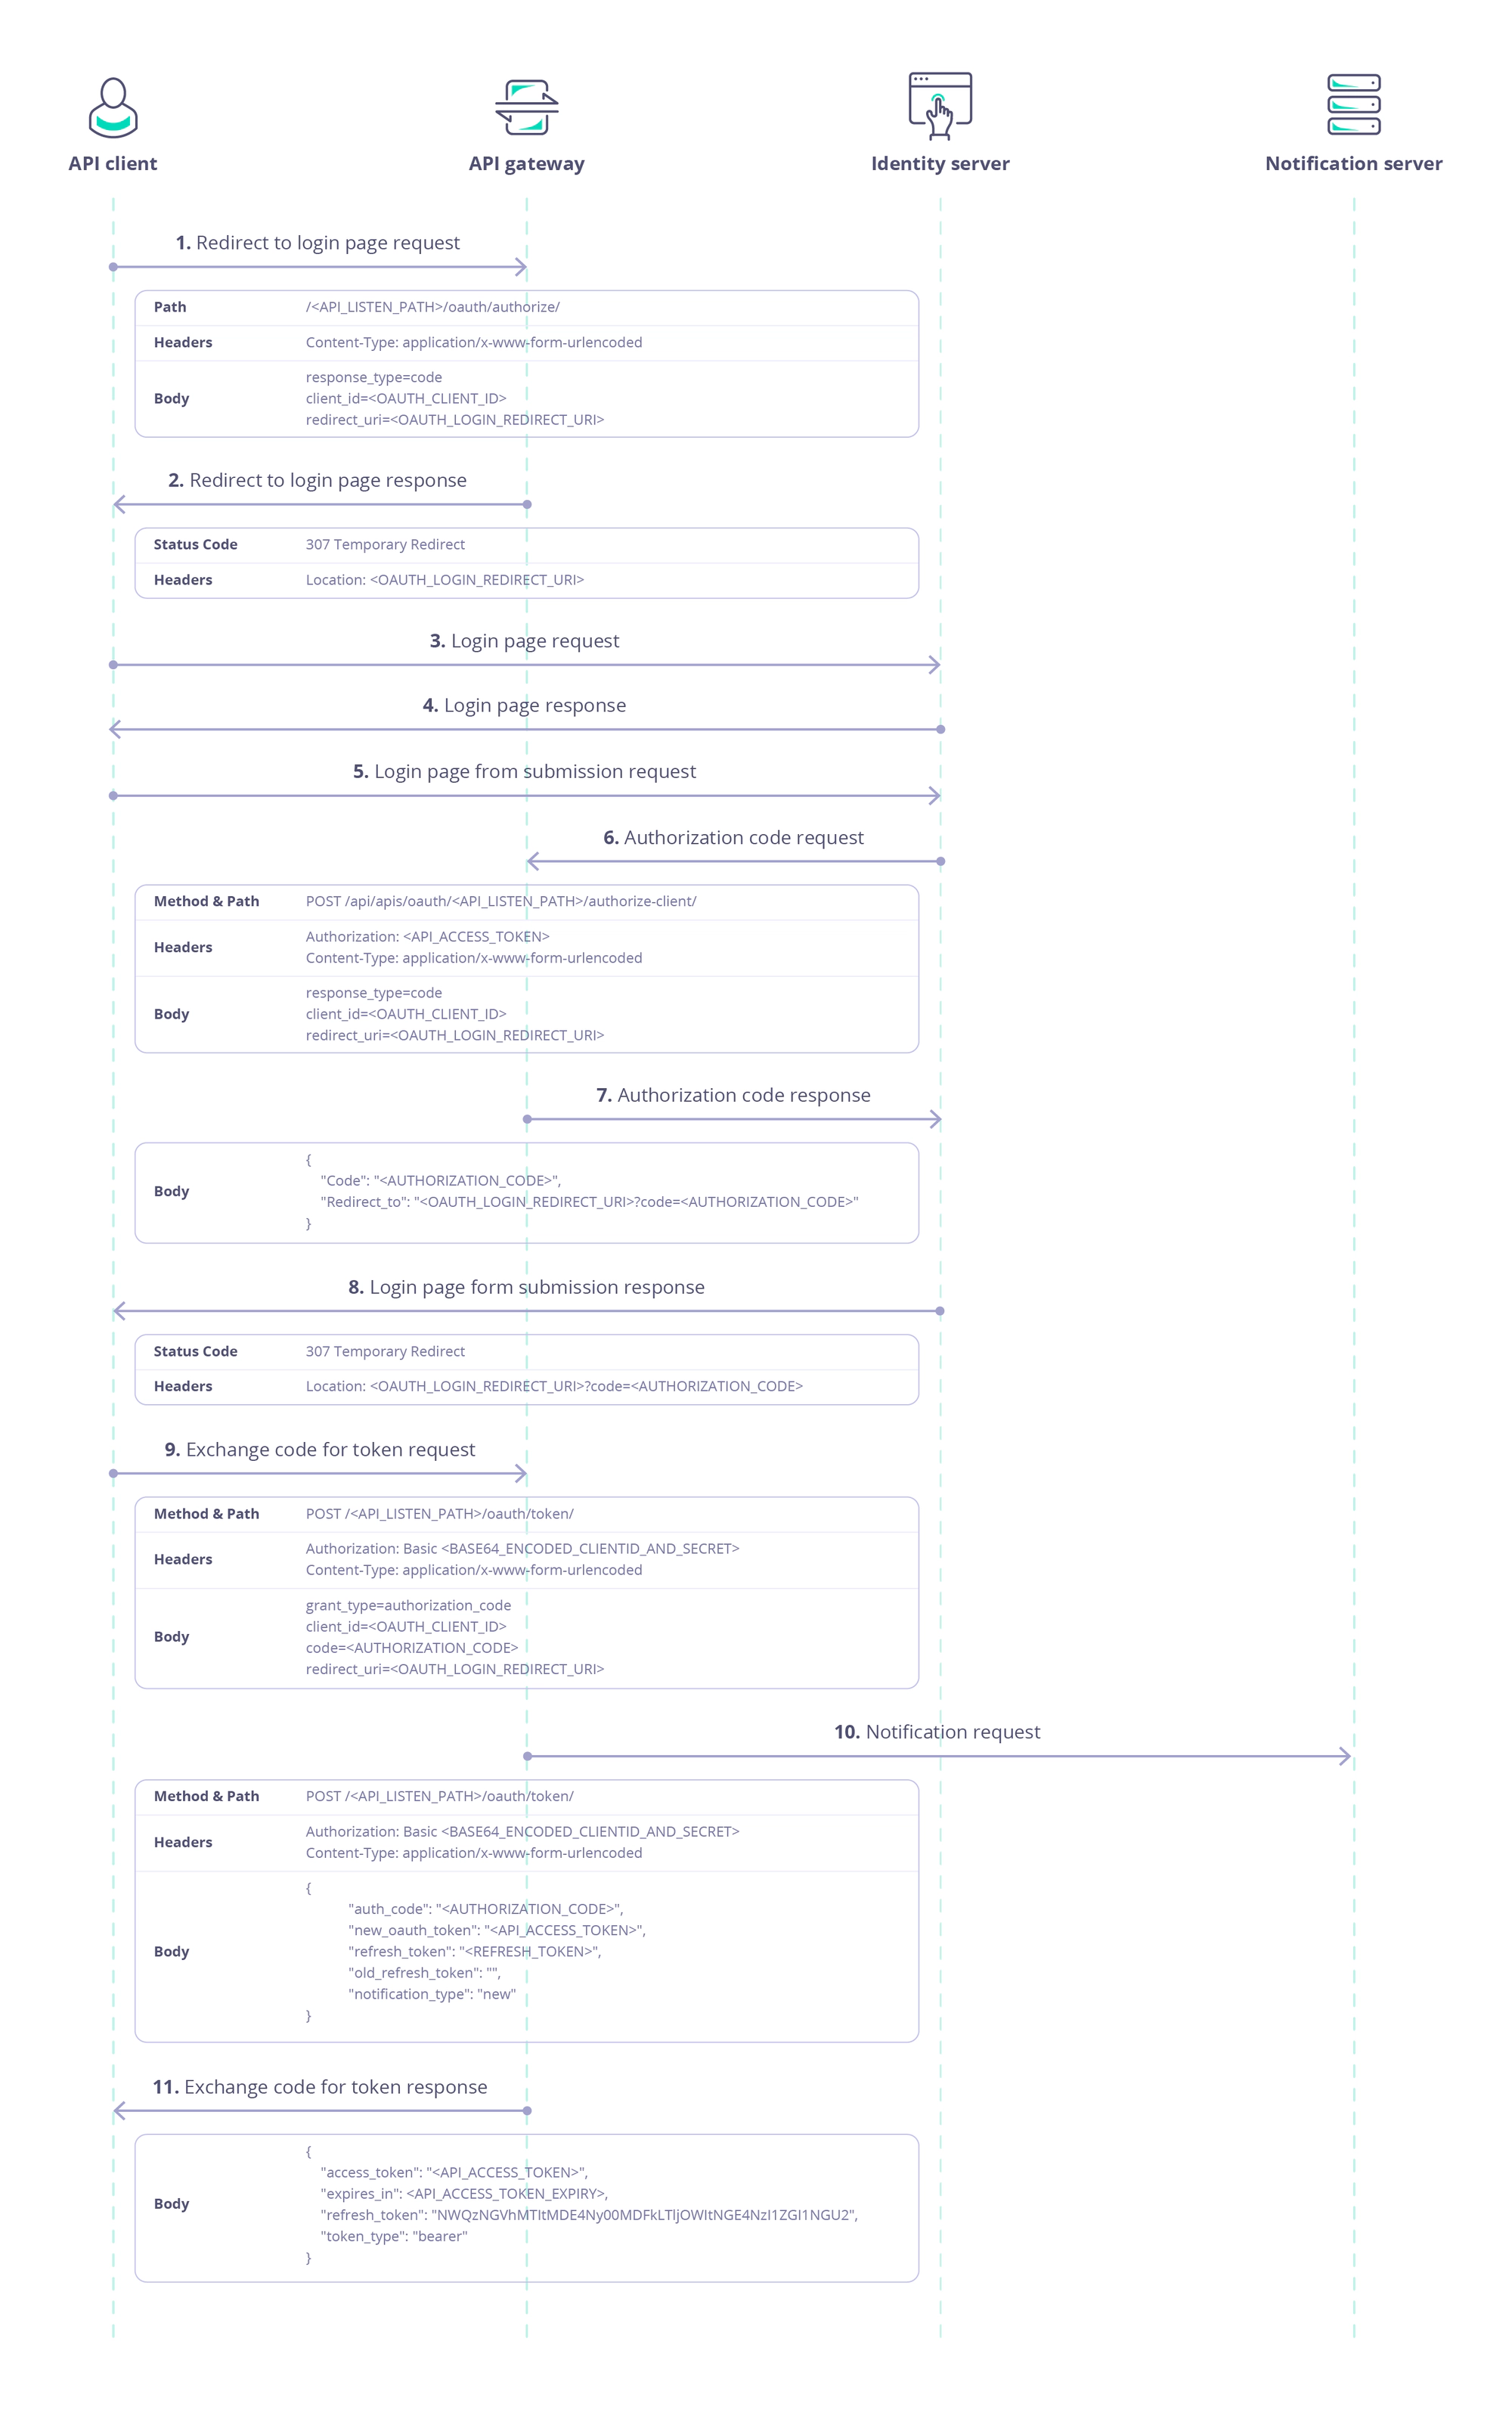 API client
API gateway
Identity server
Notification server
1. Redirect to login page request
Path /<API_LISTEN_PATH>/oauth/authorize/
Headers Content-Type: application/x-www-form-urlencoded
response_type=code
Body client_id=<OAUTH_CLIENT_ID>
redirect_uri=<OAUTH_LOGIN_REDIRECT_URI>
2. Redirect to login page response
Status Code 307 Temporary Redirect
Headers Location: <OAUTH_LOGIN_REDIRECT_URI>
3. Login page request
4. Login page response
5. Login page from submission request
6. Authorization code request
Method & Path POST /api/apis/oauth/<API_LISTEN_PATH>/authorize-client/
Headers
Authorization: <API_ACCESS_TOKEN>
Content-Type: application/x-www-form-urlencoded
response_type=code
Body client_id=<OAUTH_CLIENT_ID>
redirect_uri=<OAUTH_LOGIN_REDIRECT_URI>
7. Authorization code response
Body
{
"Code": "<AUTHORIZATION_CODE>",
"Redirect_to": "<OAUTH_LOGIN_REDIRECT_URI>?code=<AUTHORIZATION_CODE>"
}
8. Login page form submission response
Status Code 307 Temporary Redirect
Headers Location: <OAUTH_LOGIN_REDIRECT_URI>?code=<AUTHORIZATION_CODE>
9. Exchange code for token request
Method & Path POST /<API_LISTEN_PATH>/oauth/token/
Headers
Authorization: Basic <BASE64_ENCODED_CLIENTID_AND_SECRET>
Content-Type: application/x-www-form-urlencoded
Body
grant_type=authorization_code
client_id=<OAUTH_CLIENT_ID>
code=<AUTHORIZATION_CODE>
redirect_uri=<OAUTH_LOGIN_REDIRECT_URI>
10. Notification request
Method & Path POST /<API_LISTEN_PATH>/oauth/token/
Headers
Authorization: Basic <BASE64_ENCODED_CLIENTID_AND_SECRET>
Content-Type: application/x-www-form-urlencoded
{
"auth_code": "<AUTHORIZATION_CODE>",
"new_oauth_token": "<API_ACCESS_TOKEN>",
Body "refresh_token": "<REFRESH_TOKEN>",
"old_refresh_token": "",
"notification_type": "new"
}
11. Exchange code for token response
Body
{
"access_token": "<API_ACCESS_TOKEN>",
"expires_in": <API_ACCESS_TOKEN_EXPIRY>,
"refresh_token": "NWQzNGVhMTItMDE4Ny00MDFkLTljOWItNGE4NzI1ZGI1NGU2",
"token_type": "bearer"
}